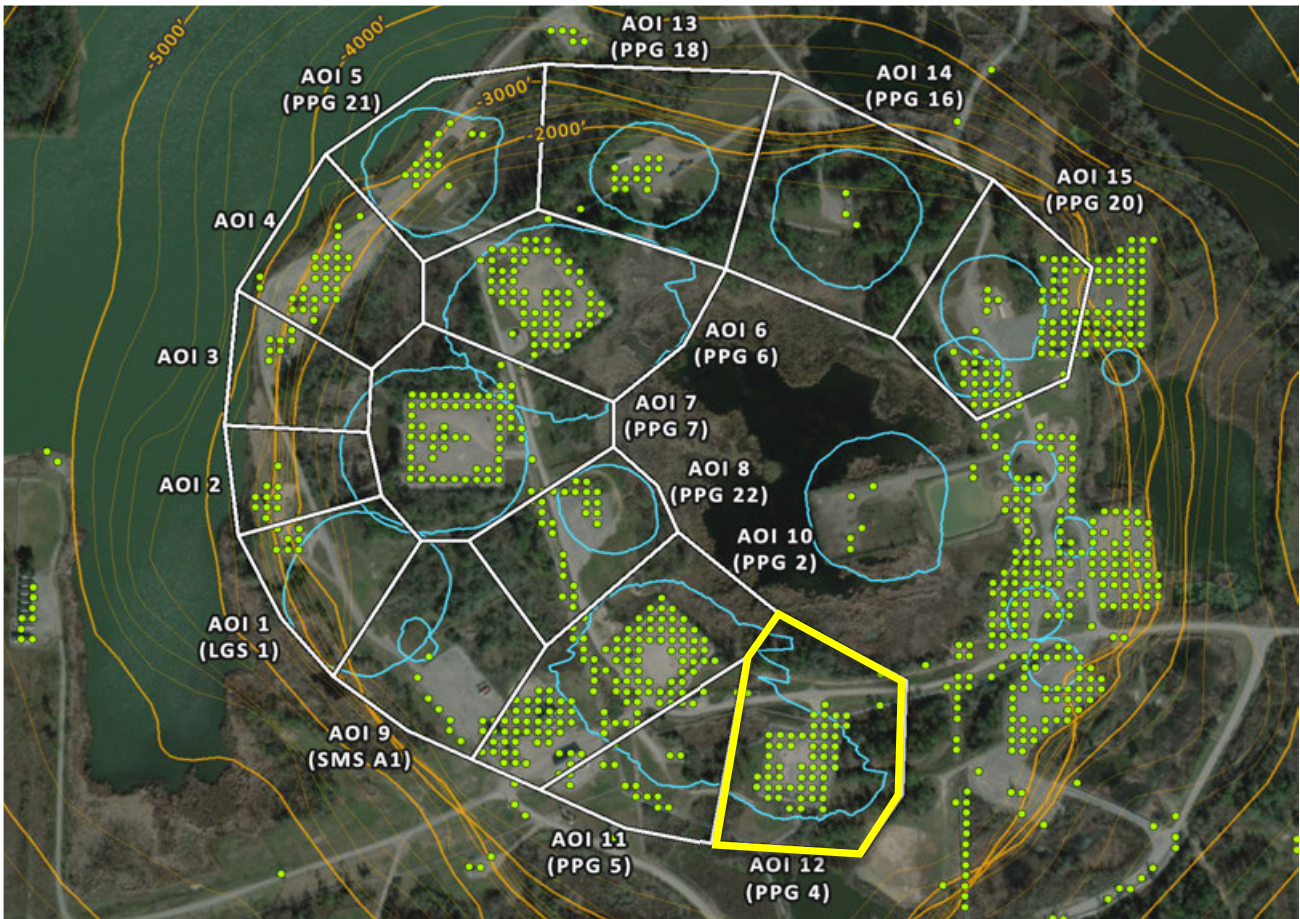 -5000'
-4000'
-3000'
-2000'
AOI 13
(PPG 18)
AOI 5
(PPG 21)
AOI 14
(PPG 16)
AOI 15
(PPG 20)
AOI 4
AOI 6
(PPG 6)
AOI 3
AOI 7
(PPG 7)
AOI 8
(PPG 22)
AOI 2
AOI 10
(PPG 2)
AOI 1
(LGS 1)
AOI 9
(SMS A1)
AOI 11
(PPG 5)
AOI 12
(PPG 4)